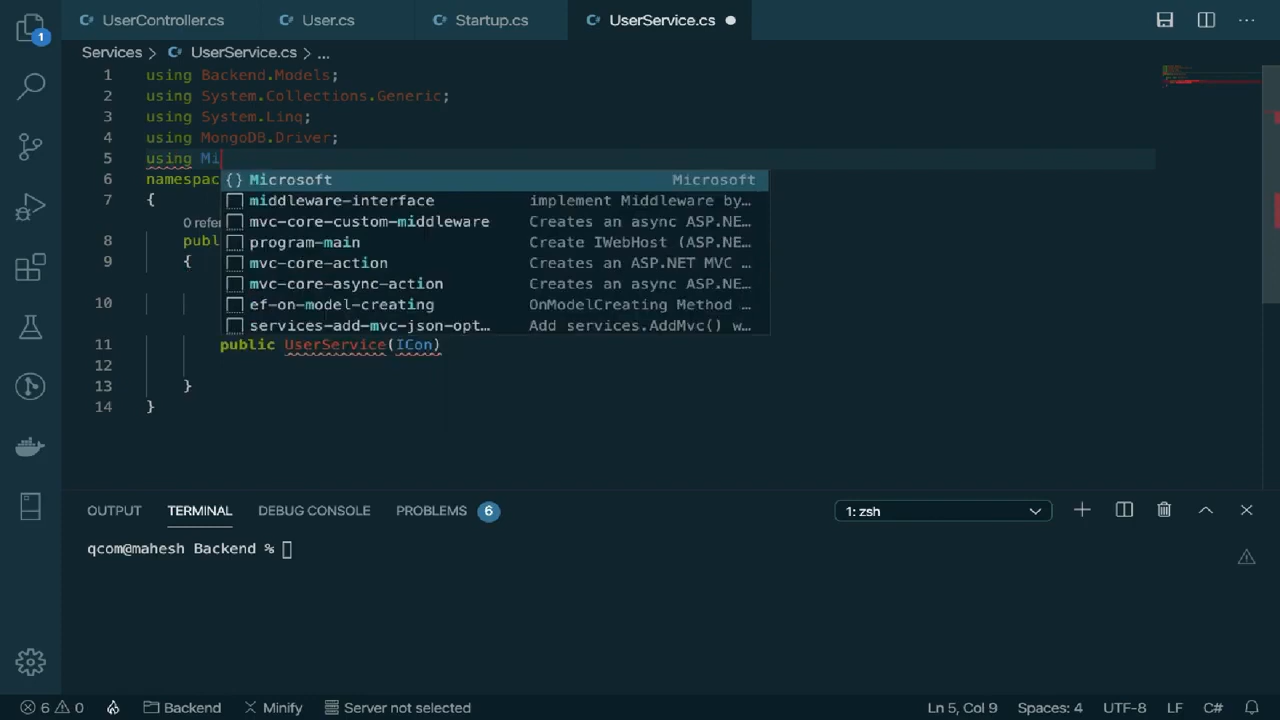 UserController.cs User.cs Startup.cs UserService.cs
1
Services > UserService.cs > ...
1 using Backend.Models;
2 using System.Collections.Generic;
3 using System.Linq;
4 using MongoDB.Driver;
5 using Mi
{} Microsoft Microsoft
middleware-interface implement Middleware by…
mvc-core-custom-middleware Creates an async ASP.NE…
program-main Create IWebHost (ASP.NE…
mvc-core-action Creates an ASP.NET MVC …
mvc-core-async-action Creates an async ASP.NE…
ef-on-model-creating OnModelCreating Method …
services-add-mvc-json-opt… Add services.AddMvc() w…
6 namespac
7 {
0 refer
8 publ
9 {
10
11 public UserService(ICon)
12
13 }
14 }
OUTPUT TERMINAL DEBUG CONSOLE PROBLEMS 6 1: zsh
qcom@mahesh Backend %
6 0 Backend Minify Server not selected Ln 5, Col 9 Spaces: 4 UTF-8 LF C#